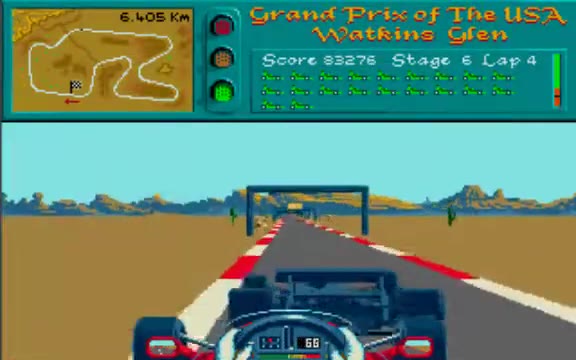 6.405 Km
Grand Prix of The USA
Watkins Glen
Score 83276 Stage 6 Lap 4
66